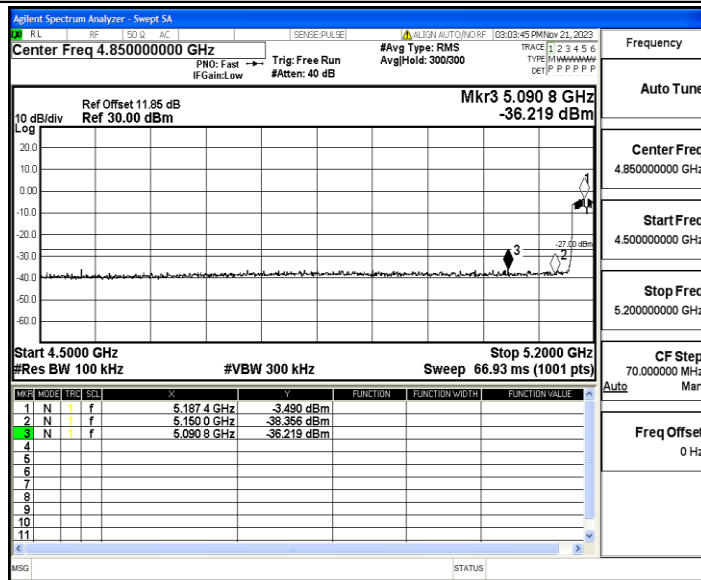 Agilent Spectrum Analyzer - Swept SA
RL RF 50 Ω AC SENSE:PULSE ALIGN AUTO/NO RF 03:03:45 PM Nov 21, 2023
Center Freq 4.850000000 GHz #Avg Type: RMS TRACE 1 2 3 4 5 6
PNO: Fast Trig: Free Run Avg|Hold: 300/300 TYPE M W W W W W
IFGain:Low #Atten: 40 dB DET P P P P P P
Ref Offset 11.85 dB Mkr3 5.090 8 GHz
10 dB/div Ref 30.00 dBm -36.219 dBm
Log
20.0
10.0
0.00
-10.0
-20.0
-30.0
-40.0
-50.0
-60.0
1
-27.00 dBm
3
2
Start 4.5000 GHz Stop 5.2000 GHz
#Res BW 100 kHz #VBW 300 kHz Sweep 66.93 ms (1001 pts)
MKR MODE TRC SCL X Y FUNCTION FUNCTION WIDTH FUNCTION VALUE
1 N 1 f 5.187 4 GHz -3.490 dBm
2 N 1 f 5.150 0 GHz -38.356 dBm
3 N 1 f 5.090 8 GHz -36.219 dBm
4
5
6
7
8
9
10
11
MSG STATUS
Frequency
Auto Tune
Center Freq
4.850000000 GHz
Start Freq
4.500000000 GHz
Stop Freq
5.200000000 GHz
CF Step
70.000000 MHz
Auto Man
Freq Offset
0 Hz